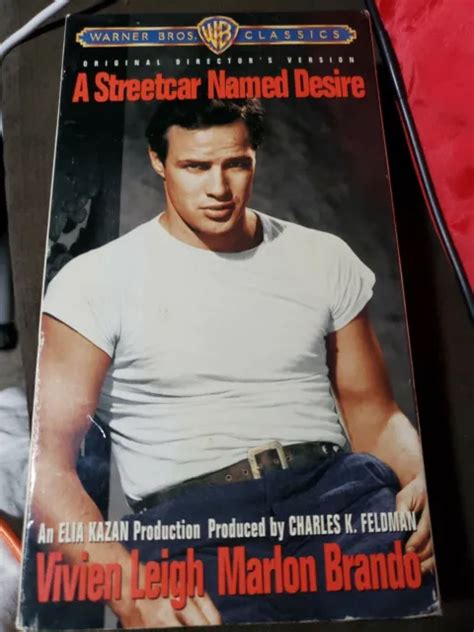 WARNER BROS. WB CLASSICS
ORIGINAL DIRECTOR'S VERSION
A Streetcar Named Desire
An ELIA KAZAN Production Produced by CHARLES K. FELDMAN
Vivien Leigh Marlon Brando